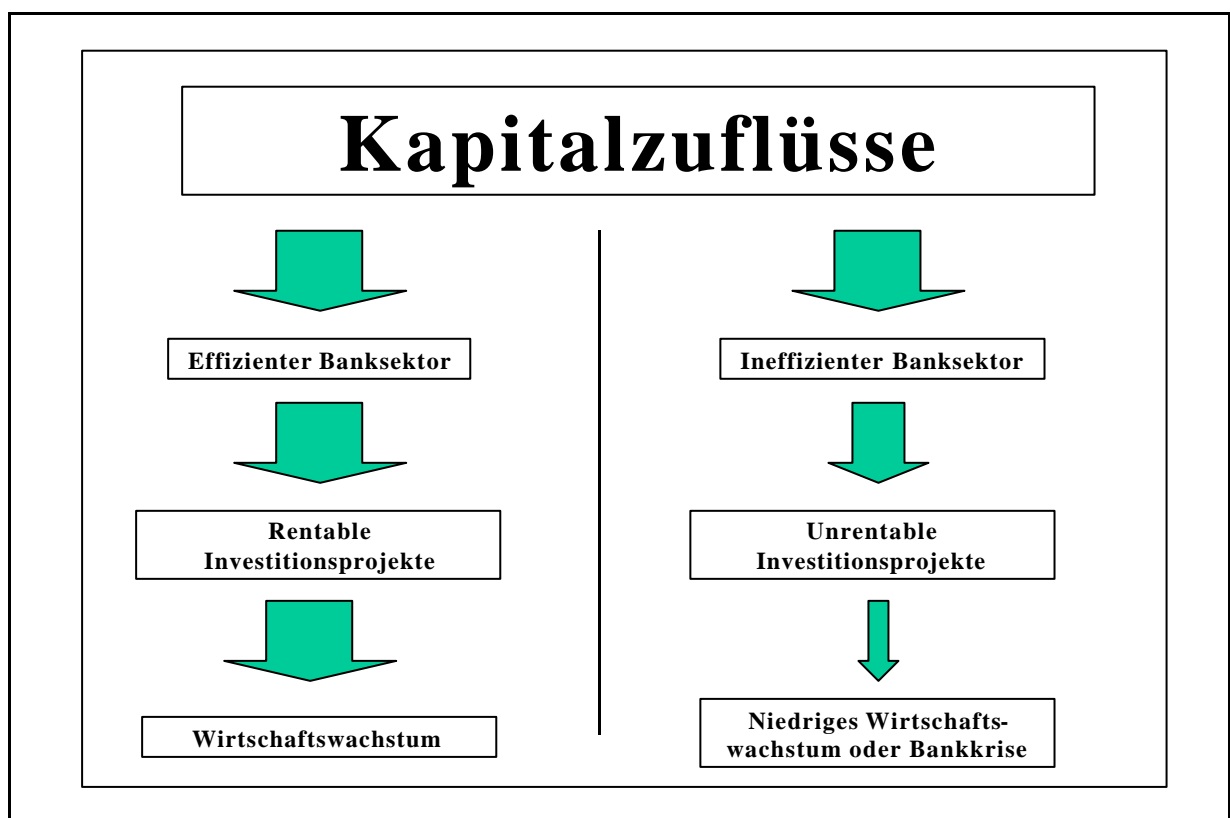 Kapitalzuflüsse
Effizienter Banksektor
Ineffizienter Banksektor
Rentable
Investitionsprojekte
Unrentable
Investitionsprojekte
Wirtschaftswachstum
Niedriges Wirtschafts-
wachstum oder Bankkrise